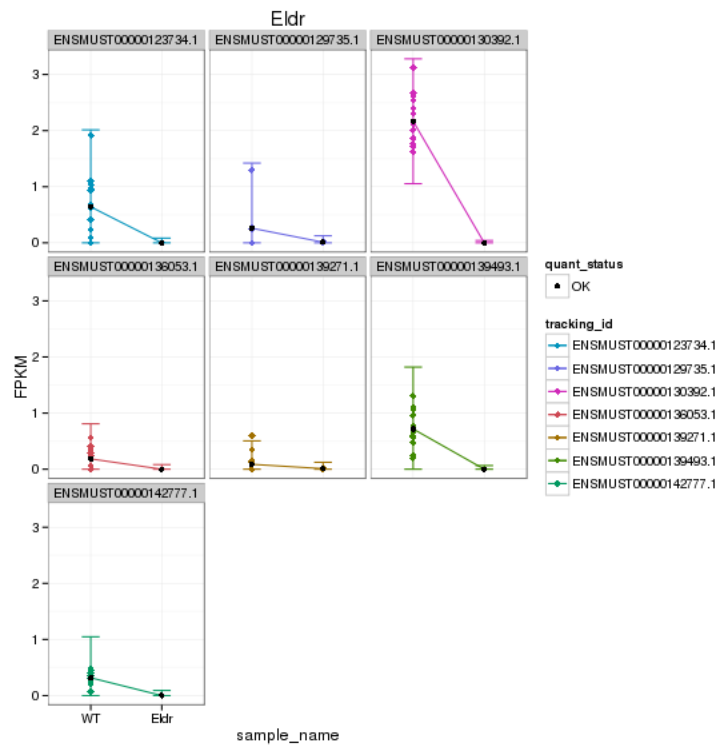 Eldr
ENSMUST00000123734.1 ENSMUST00000129735.1 ENSMUST00000130392.1
3
2
1
0
ENSMUST00000136053.1 ENSMUST00000139271.1 ENSMUST00000139493.1
3
2
1
0
ENSMUST00000142777.1
3
2
1
0
WT Eldr
sample_name
FPKM
quant_status
OK
tracking_id
ENSMUST00000123734.1
ENSMUST00000129735.1
ENSMUST00000130392.1
ENSMUST00000136053.1
ENSMUST00000139271.1
ENSMUST00000139493.1
ENSMUST00000142777.1